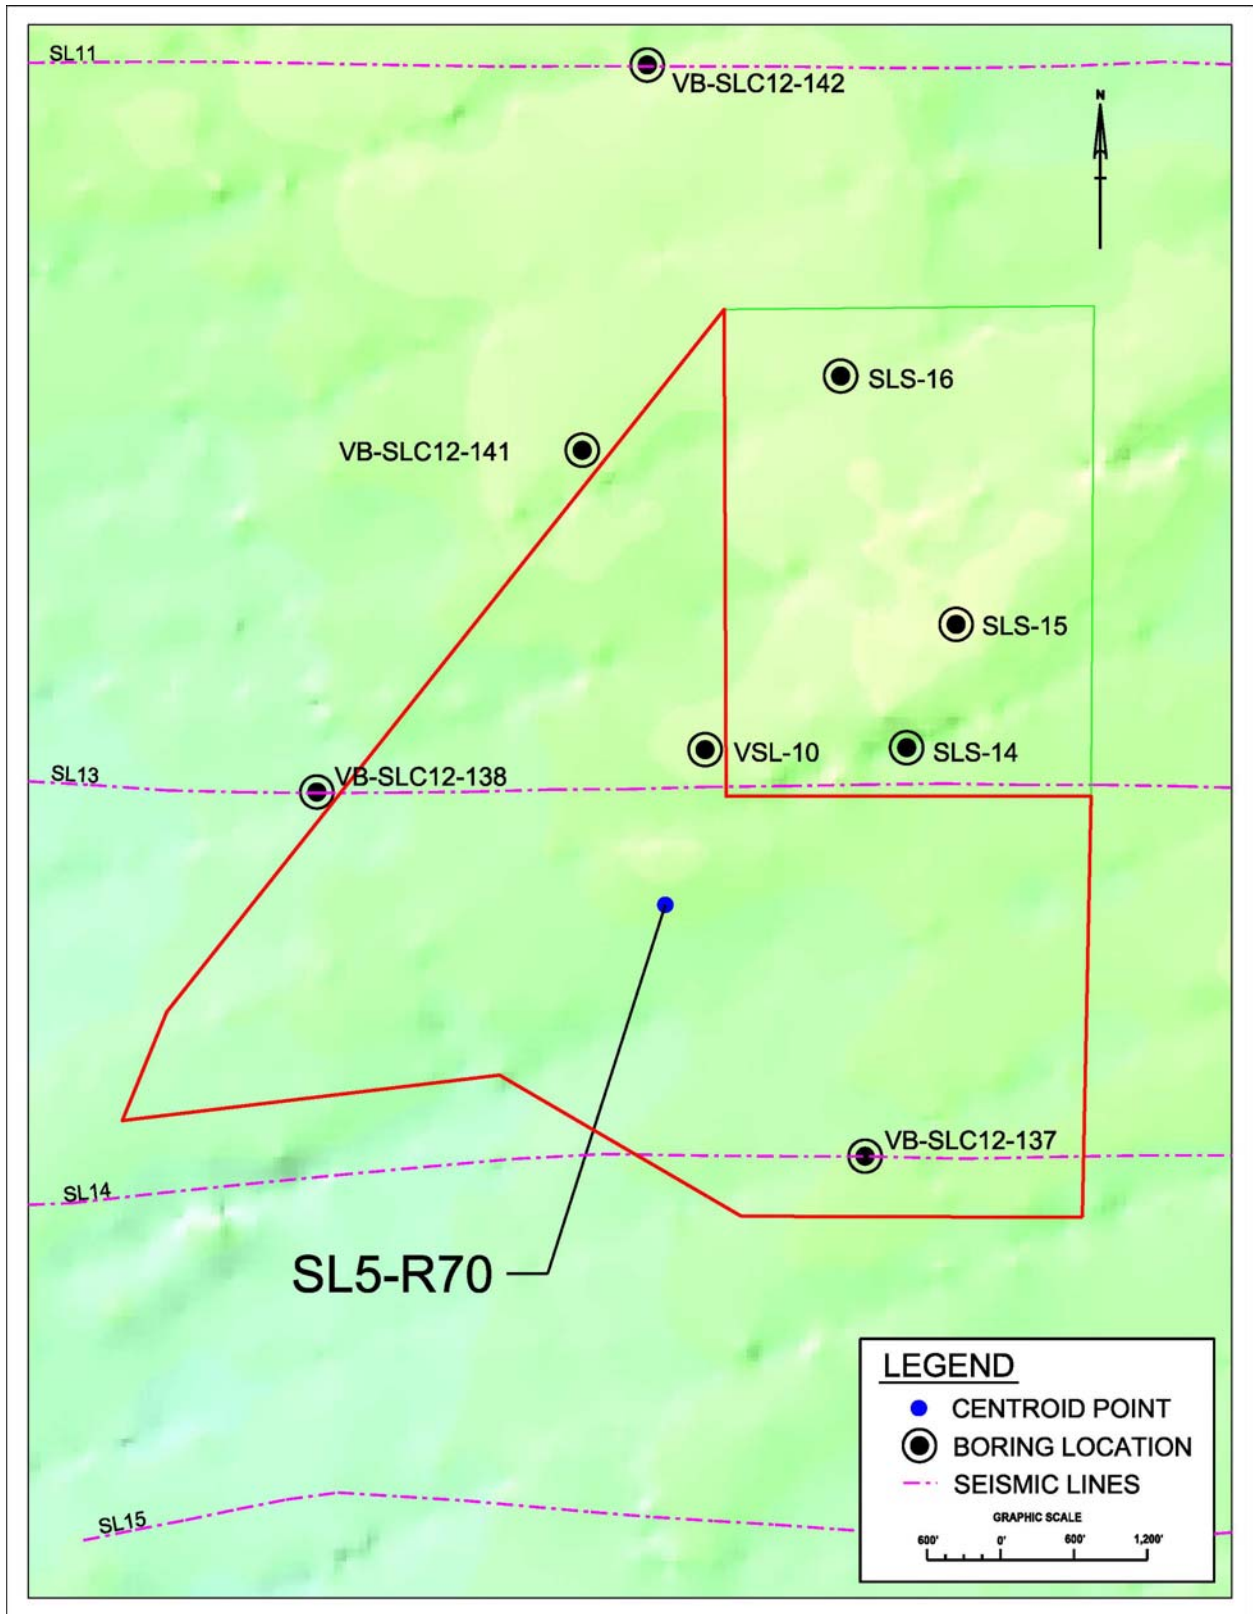 SL11
VB-SLC12-142
N
SLS-16
VB-SLC12-141
SLS-15
VSL-10
SLS-14
SL13
VB-SLC12-138
VB-SLC12-137
SL14
SL5-R70
LEGEND
CENTROID POINT
BORING LOCATION
SEISMIC LINES
GRAPHIC SCALE
600' 0' 600' 1,200'
SL15